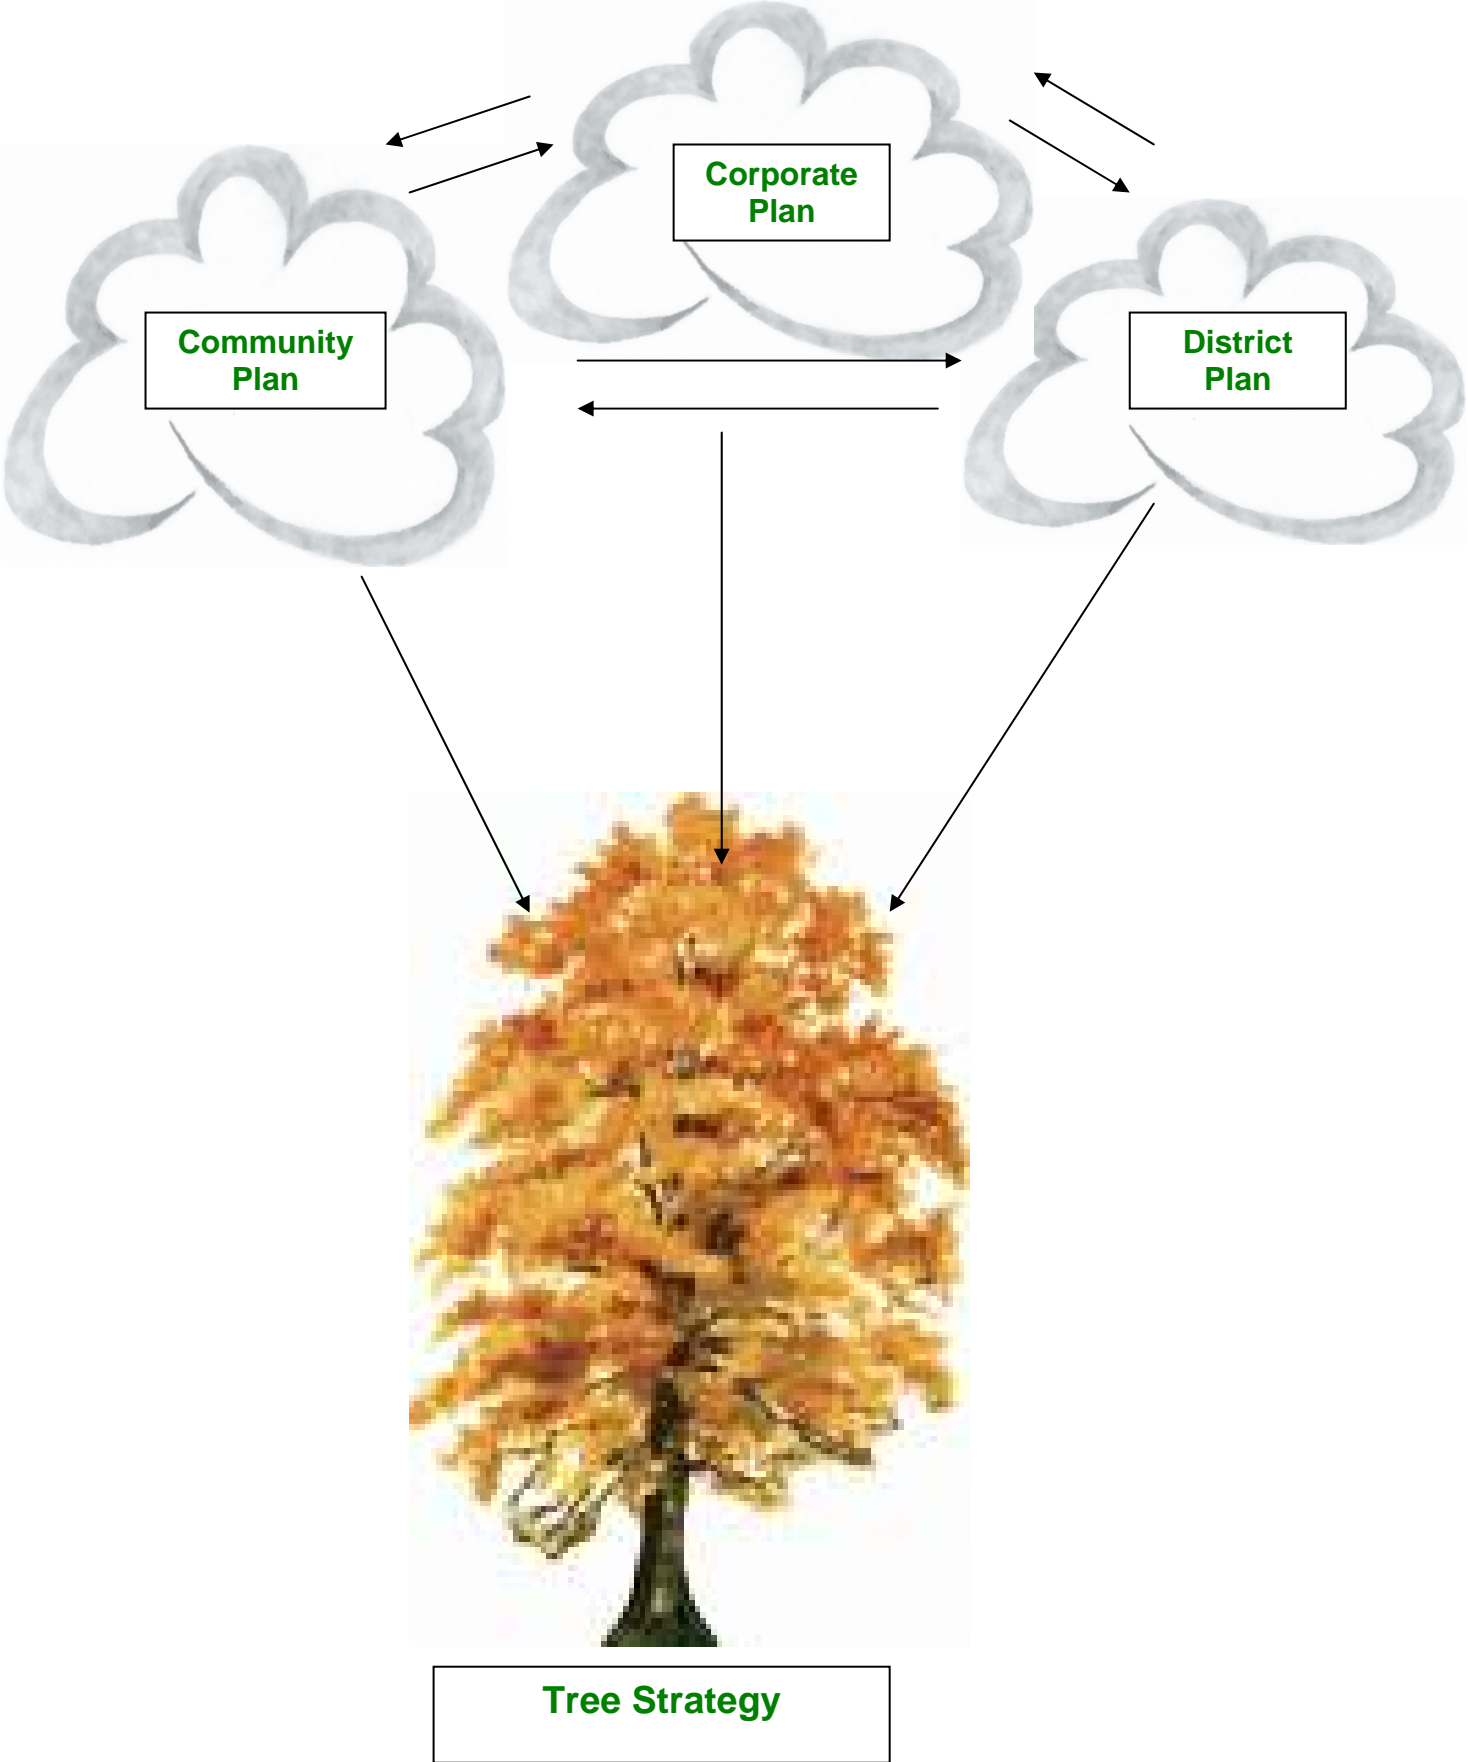 Corporate
Plan
Community
Plan
District
Plan
Tree Strategy